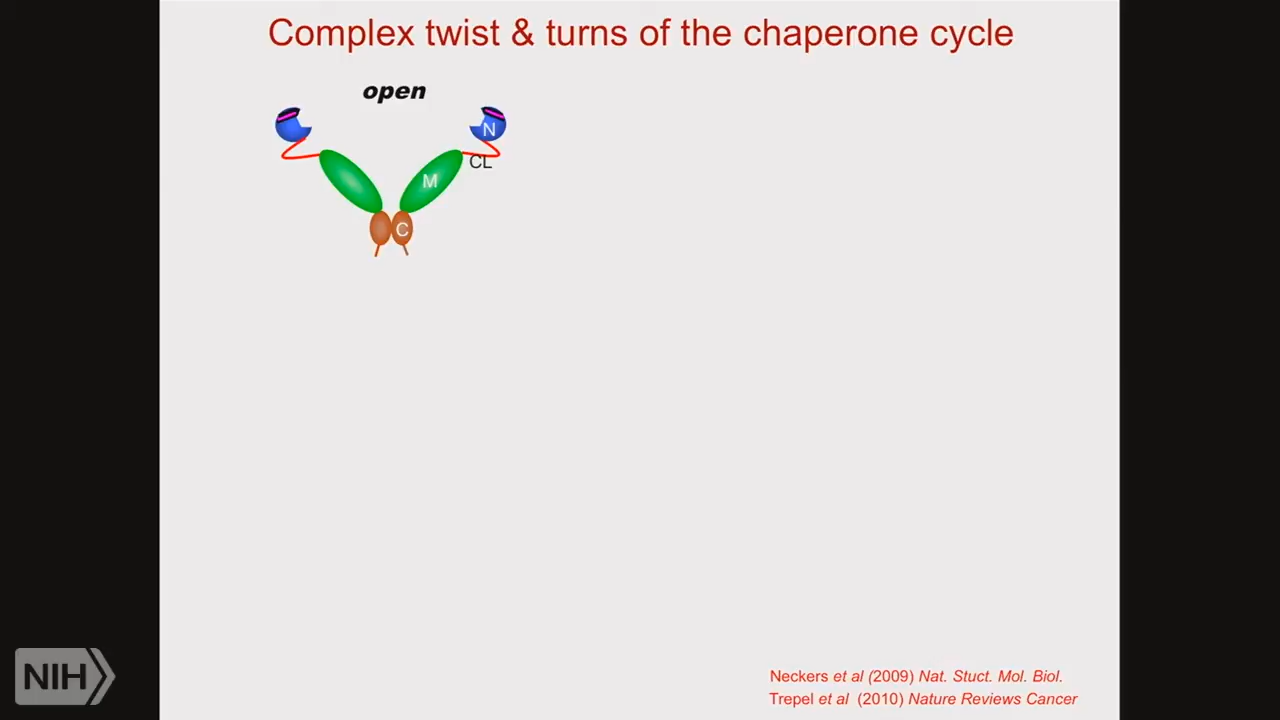 Complex twist & turns of the chaperone cycle
open
N
CL
M
C
NIH
Neckers et al (2009) Nat. Stuct. Mol. Biol.
Trepel et al (2010) Nature Reviews Cancer